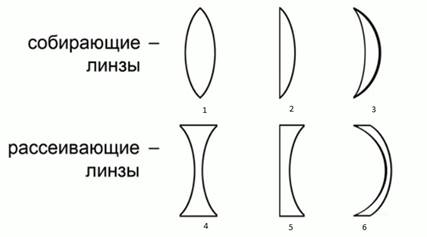 собирающие –
линзы
1 2 3
рассеивающие –
линзы
4 5 6